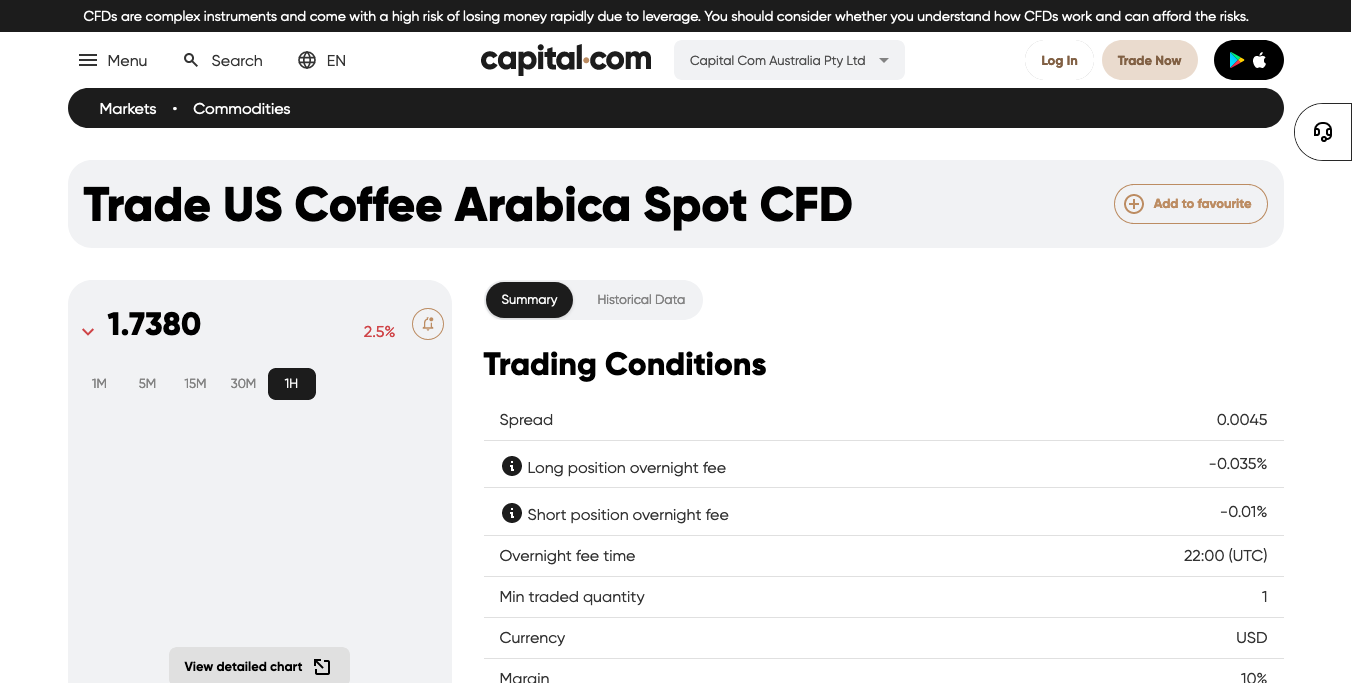 CFDs are complex instruments and come with a high risk of losing money rapidly due to leverage. You should consider whether you understand how CFDs work and can afford the risks.
Menu Search EN capital.com Capital Com Australia Pty Ltd Log In Trade Now
Markets • Commodities
Trade US Coffee Arabica Spot CFD
Add to favourite
1.7380 2.5%
1M 5M 15M 30M 1H
View detailed chart
Summary Historical Data
Trading Conditions
Spread 0.0045
Long position overnight fee -0.035%
Short position overnight fee -0.01%
Overnight fee time 22:00 (UTC)
Min traded quantity 1
Currency USD
Margin 10%